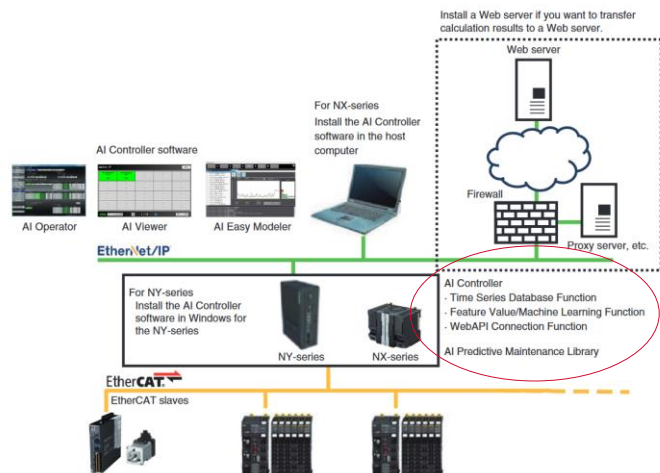 Install a Web server if you want to transfer
calculation results to a Web server.
Web server
For NX-series
Install the AI Controller
software in the host
computer
AI Controller software
Firewall
AI Operator
AI Viewer
AI Easy Modeler
Proxy server, etc.
EtherNet/IP
For NY-series
Install the AI Controller
software in Windows for
the NY-series
NY-series
NX-series
AI Controller
- Time Series Database Function
- Feature Value/Machine Learning Function
- WebAPI Connection Function
AI Predictive Maintenance Library
EtherCAT
EtherCAT slaves